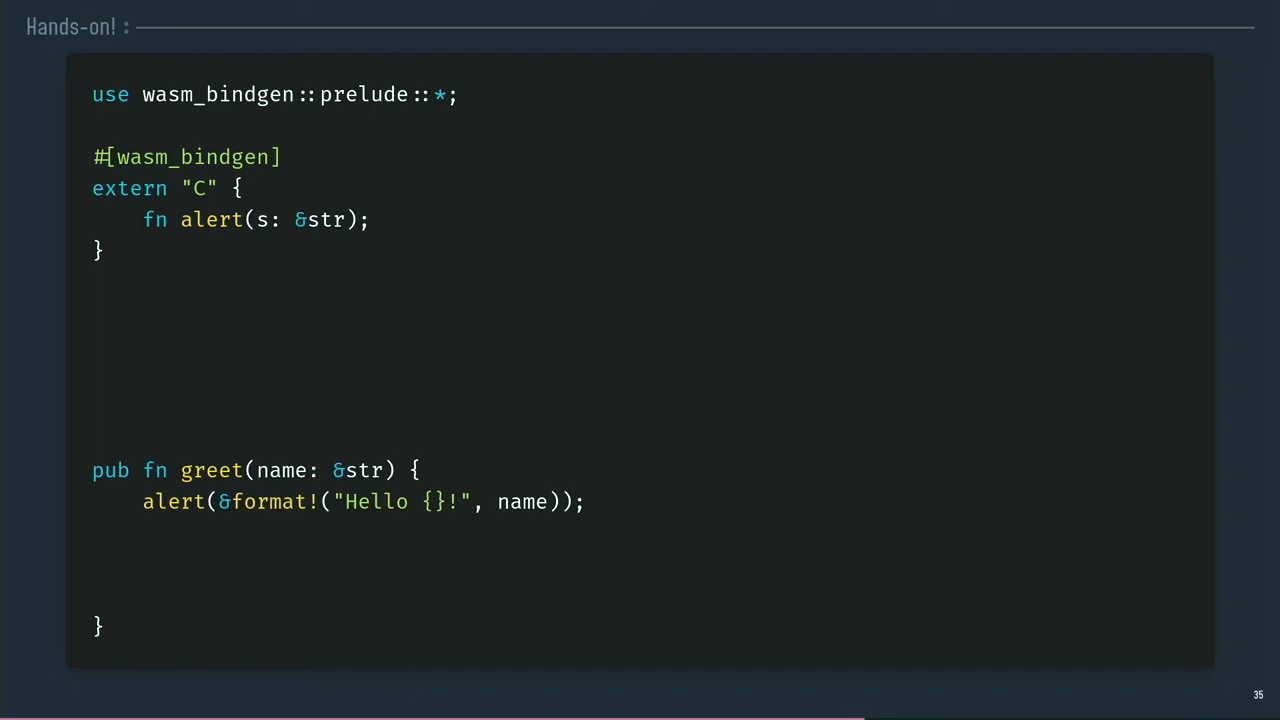 Hands-on! :
use wasm_bindgen::prelude::*;
#[wasm_bindgen]
extern "C" {
    fn alert(s: &str);
}
pub fn greet(name: &str) {
    alert(&format!("Hello {}!", name));
}
35